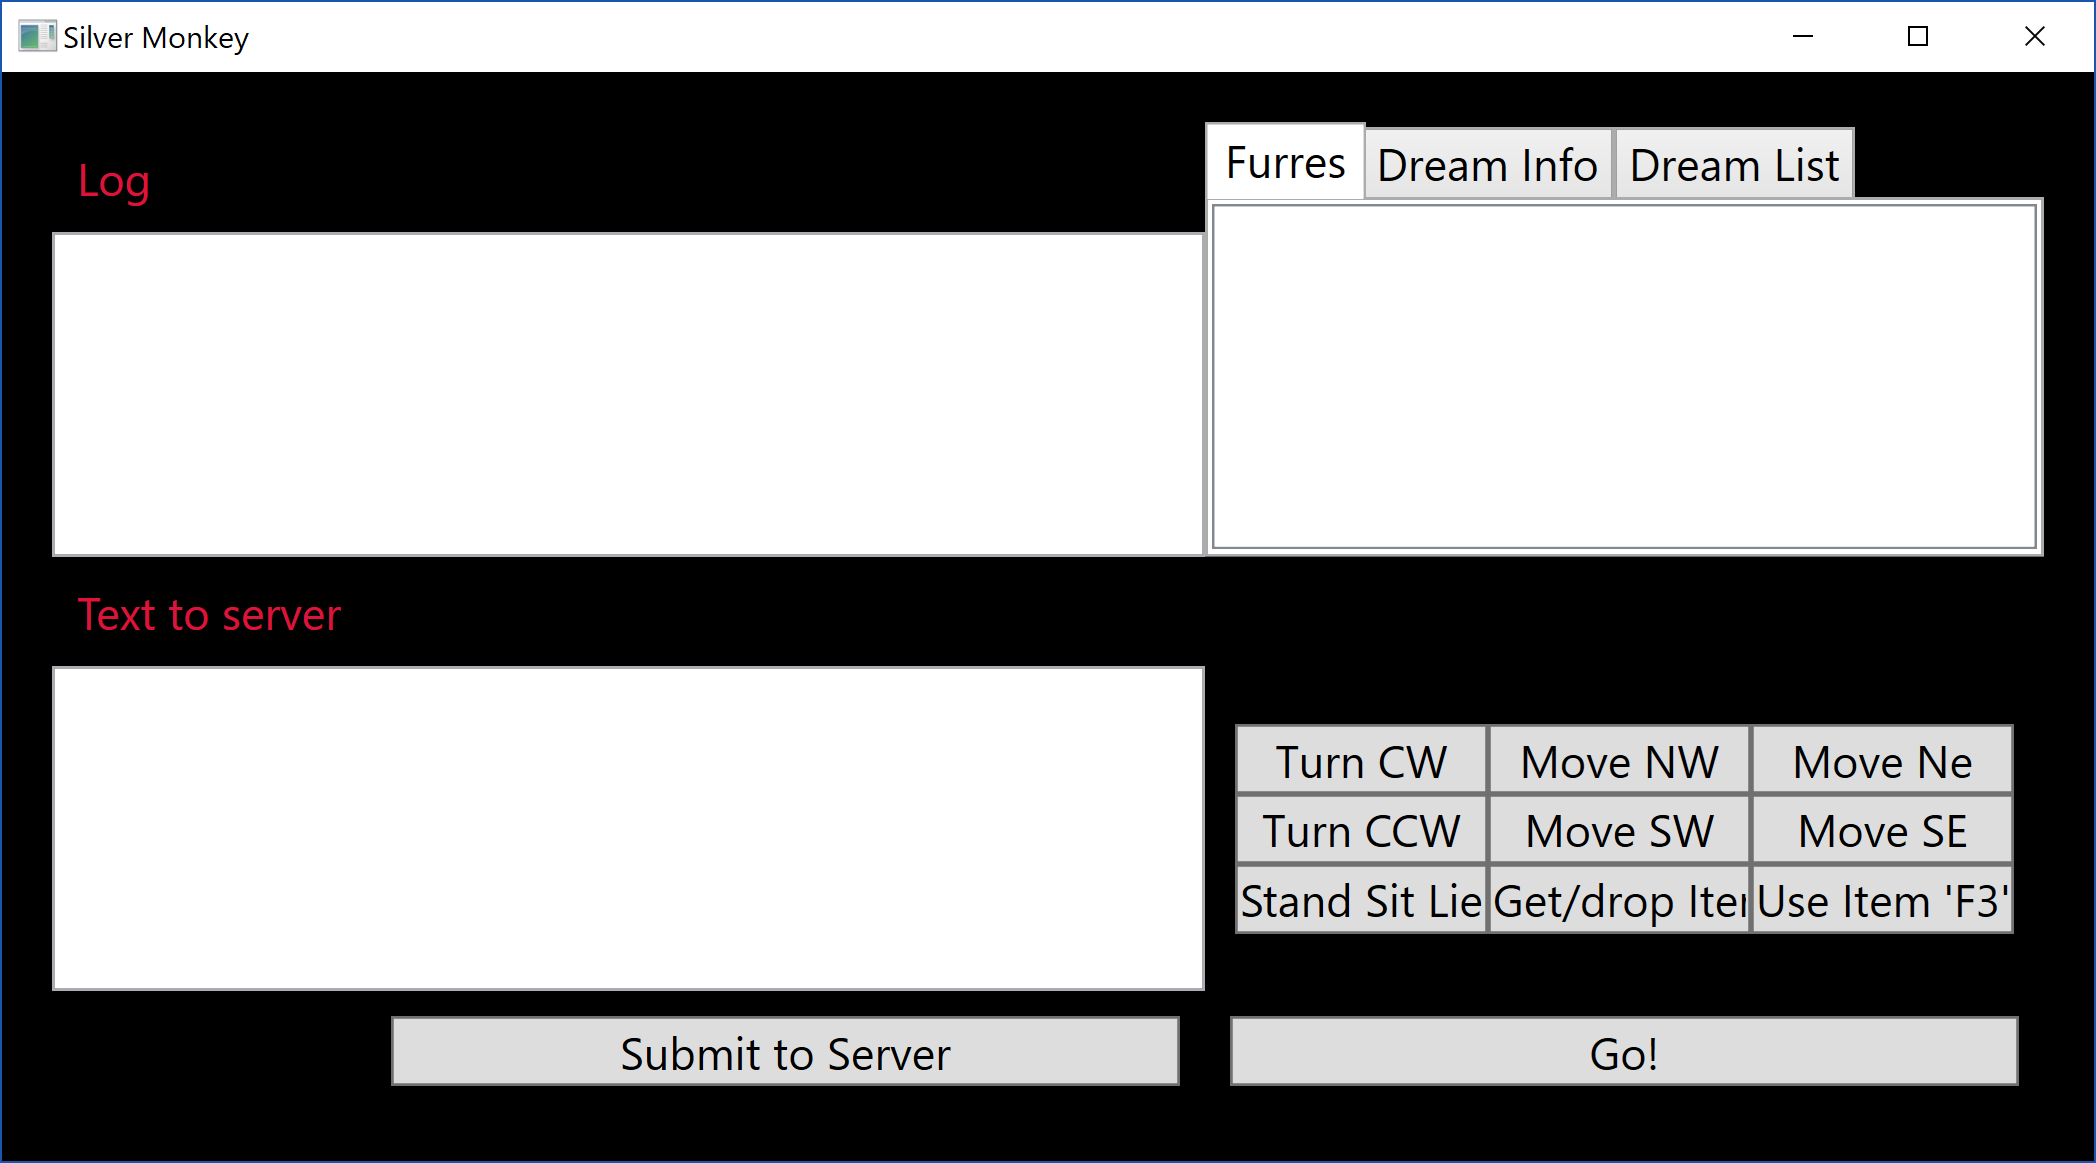 Silver Monkey
Log
Furres
Dream Info
Dream List
Text to server
Turn CW
Move NW
Move Ne
Turn CCW
Move SW
Move SE
Stand Sit Lie
Get/drop
Use Item 'F3'
Submit to Server
Go!